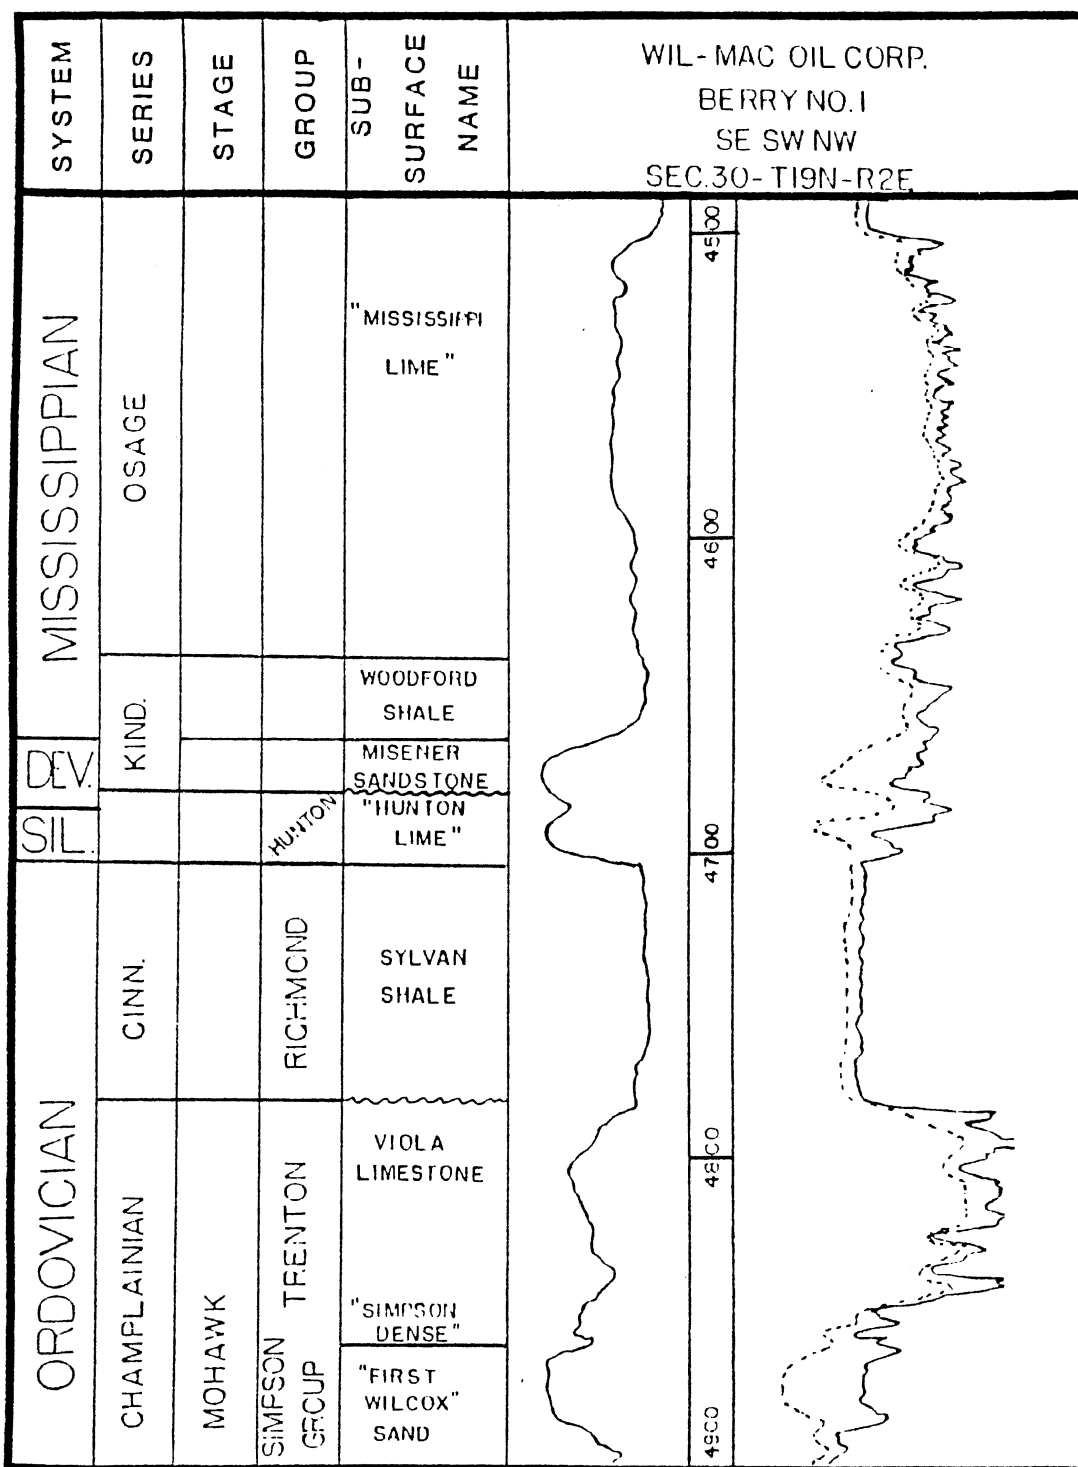 SYSTEM
SERIES
STAGE
GROUP
SUB-
SURFACE
NAME
WIL-MAC OIL CORP.
BERRY NO. 1
SE SW NW
SEC.30-T19N-R2E
MISSISSIPPIAN
DEV.
SIL.
ORDOVICIAN
OSAGE
KIND.
CINN.
CHAMPLAINIAN
MOHAWK
HUNTON
RICHMOND
TRENTON
SIMPSON
GROUP
"MISSISSIPPI
LIME"
WOODFORD
SHALE
MISENER
SANDSTONE
"HUNTON
LIME"
SYLVAN
SHALE
VIOLA
LIMESTONE
"SIMPSON
DENSE"
"FIRST
WILCOX"
SAND
4500
4600
4700
4800
4900